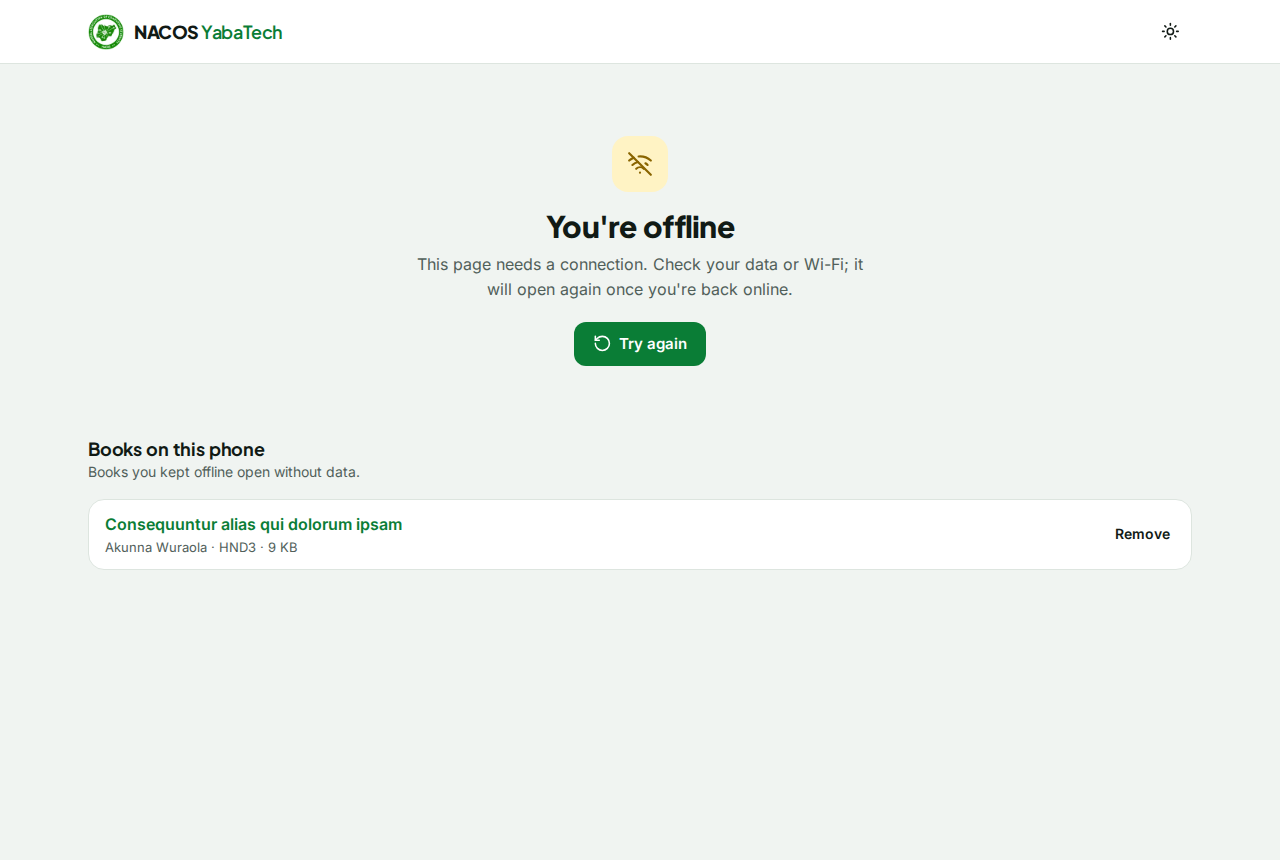 NACOS YabaTech
You're offline
This page needs a connection. Check your data or Wi-Fi; it
will open again once you're back online.
Try again
Books on this phone
Books you kept offline open without data.
Consequuntur alias qui dolorum ipsam
Akunna Wuraola · HND3 · 9 KB
Remove